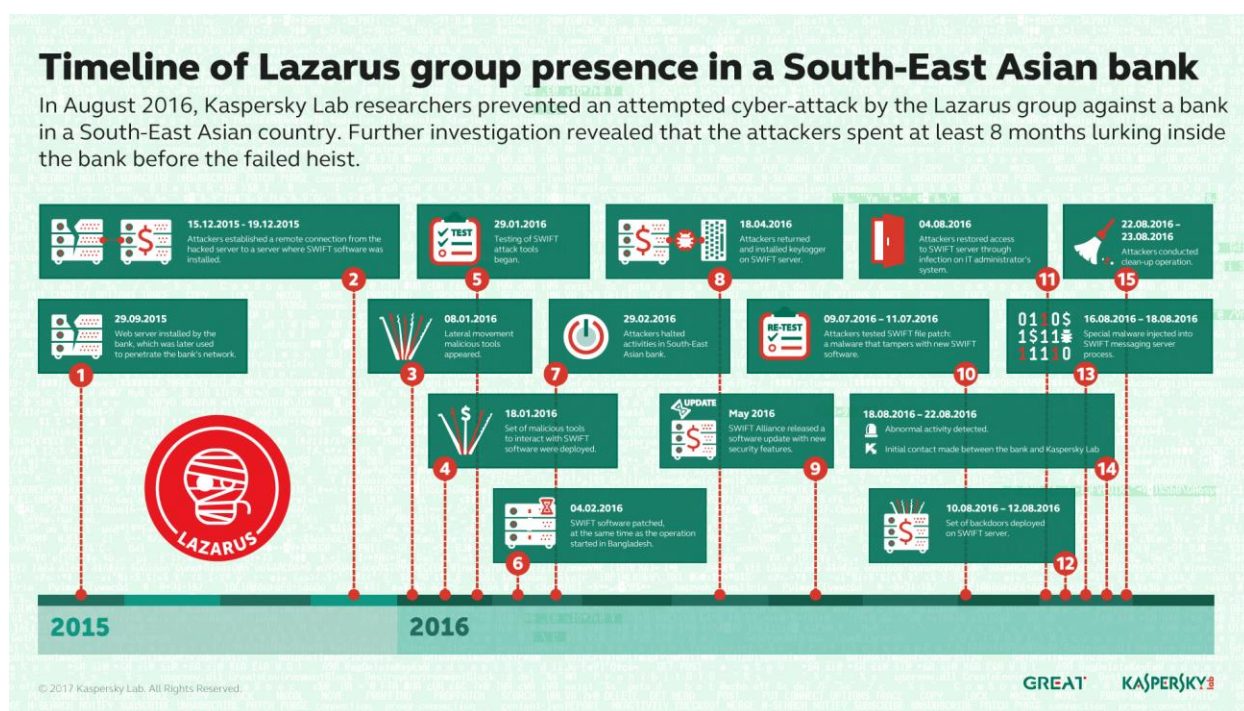 Timeline of Lazarus group presence in a South-East Asian bank
In August 2016, Kaspersky Lab researchers prevented an attempted cyber-attack by the Lazarus group against a bank
in a South-East Asian country. Further investigation revealed that the attackers spent at least 8 months lurking inside
the bank before the failed heist.
29.09.2015
Web server installed by the
bank, which was later used
to penetrate the bank's network.
1
15.12.2015 - 19.12.2015
Attackers established a remote connection from the
hacked server to a server where SWIFT software was
installed.
$
2
08.01.2016
Lateral movement
malicious tools
appeared.
3
$
18.01.2016
Set of malicious tools
to interact with SWIFT
software were deployed.
4
TEST
29.01.2016
Testing of SWIFT
attack tools
began.
5
04.02.2016
SWIFT software patched,
at the same time as the operation
started in Bangladesh.
6
29.02.2016
Attackers halted
activities in South-East
Asian bank.
7
$
18.04.2016
Attackers returned
and installed keylogger
on SWIFT server.
8
UPDATE
$
May 2016
SWIFT Alliance released a
software update with new
security features.
9
RE-TEST
09.07.2016 – 11.07.2016
Attackers tested SWIFT file patch:
a malware that tampers with new SWIFT
software.
10
04.08.2016
Attackers restored access
to SWIFT server through
infection on IT administrator's
system.
11
$
10.08.2016 – 12.08.2016
Set of backdoors deployed
on SWIFT server.
12
0110$
1$11
11110
16.08.2016 – 18.08.2016
Special malware injected into
SWIFT messaging server
process.
13
18.08.2016 – 22.08.2016
Abnormal activity detected.
Initial contact made between the bank and Kaspersky Lab
14
22.08.2016 –
23.08.2016
Attackers conducted
clean-up operation.
15
LAZARUS
2015
2016
© 2017 Kaspersky Lab. All Rights Reserved.
GREAT
KASPERSKY lab